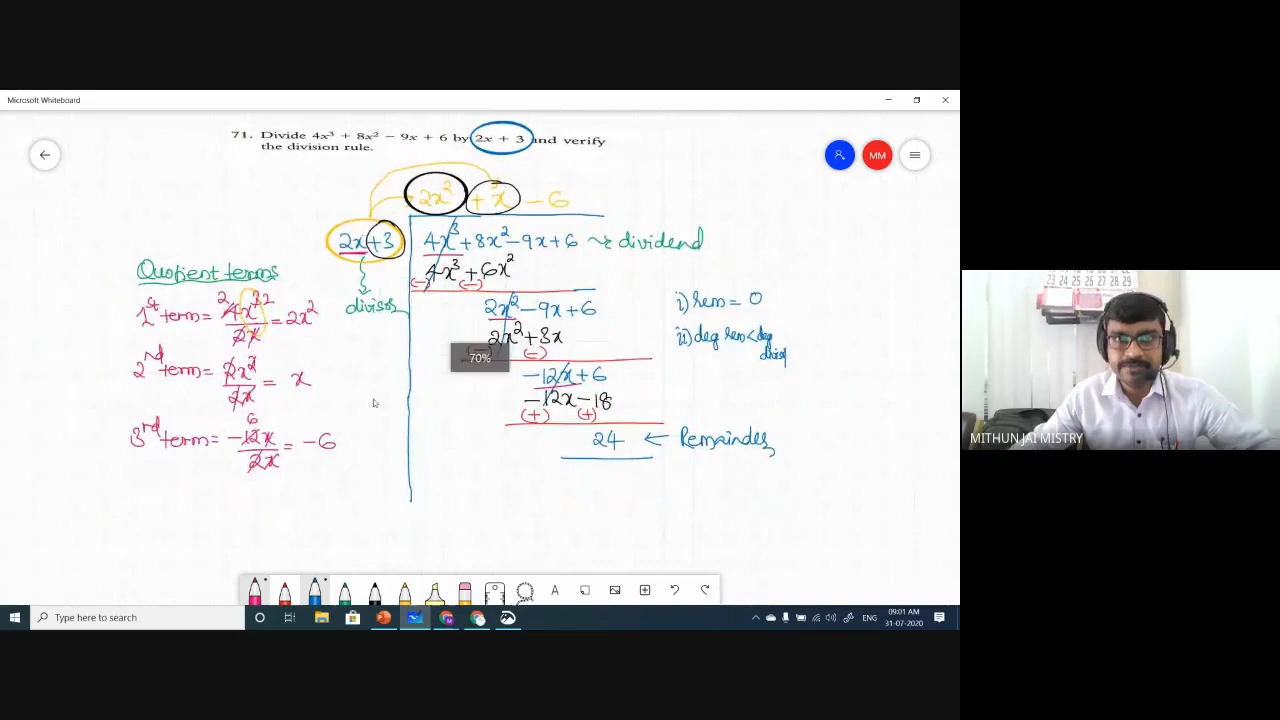 Microsoft Whiteboard
71. Divide 4x³ + 8x² − 9x + 6 by 2x + 3 and verify
the division rule.
MM
2x² + x − 6
2x+3
4x³ +8x² −9x +6 → dividend
4x³ +6x²
(−) (−)
divisor
2x² −9x +6
2x² +3x
(−)
70%
−12x +6
−12x −18
(+) (+)
24 ← Remainder
Quotient terms
1st term = 4x³/2x = 2x²
2
2nd term = 2x²/2x = x
3rd term = −12x/2x = −6
6
i) rem = 0
ii) deg rem < deg
divisor
MITHUN JAI MISTRY
Type here to search
ENG
09:01 AM
31-07-2020